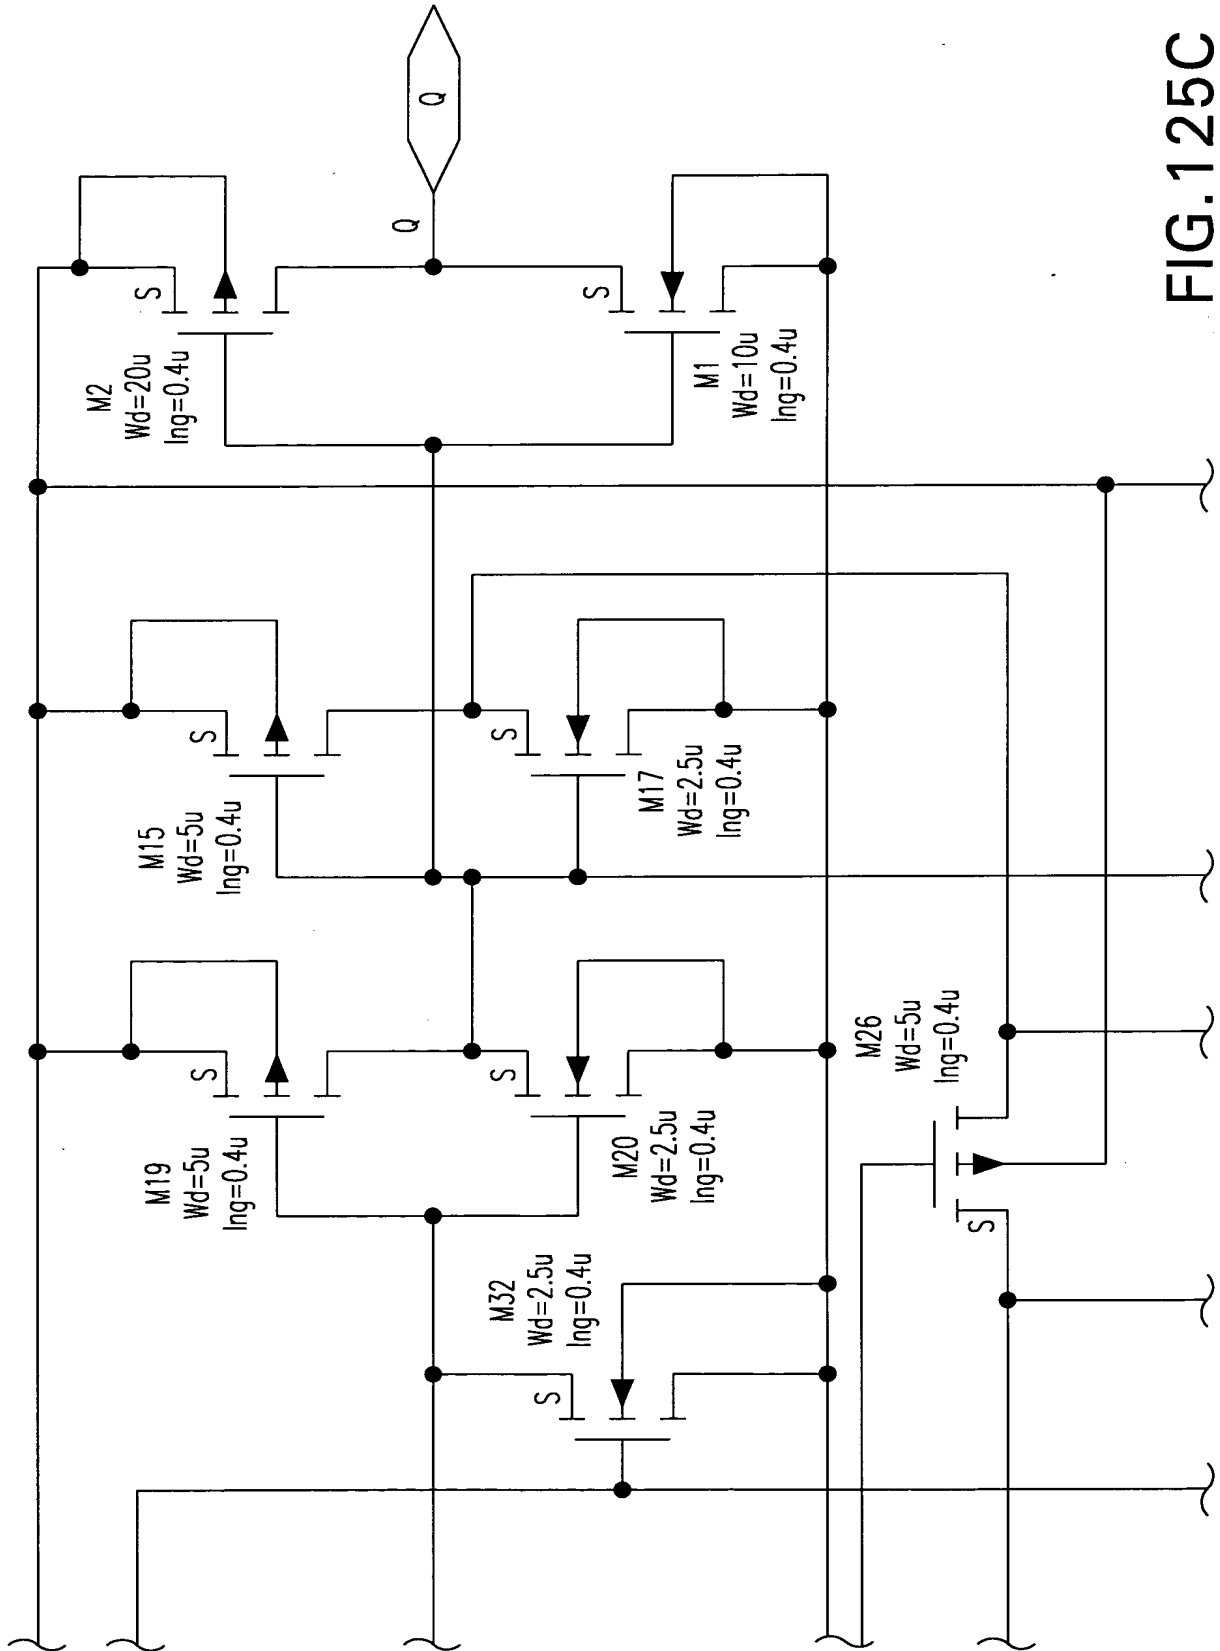 M2
Wd=20u
lng=0.4u
S
Q
Q
S
M1
Wd=10u
lng=0.4u
M15
Wd=5u
lng=0.4u
S
S
M17
Wd=2.5u
lng=0.4u
M19
Wd=5u
lng=0.4u
S
S
M20
Wd=2.5u
lng=0.4u
M32
Wd=2.5u
lng=0.4u
S
M26
Wd=5u
lng=0.4u
S
FIG.125C